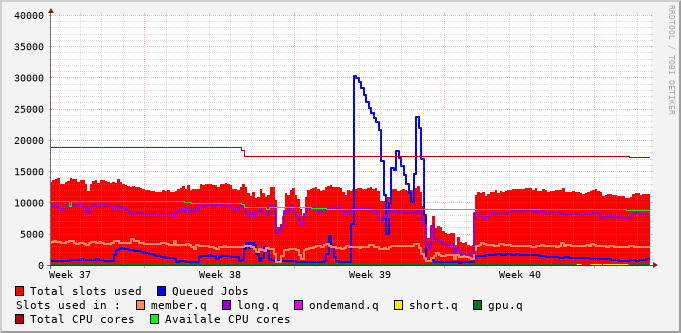 40000
35000
30000
25000
20000
15000
10000
5000
0
Week 37 Week 38 Week 39 Week 40
Total slots used Queued Jobs
Slots used in : member.q long.q ondemand.q short.q gpu.q
Total CPU cores Availale CPU cores
RRDTOOL / TOBI OETIKER